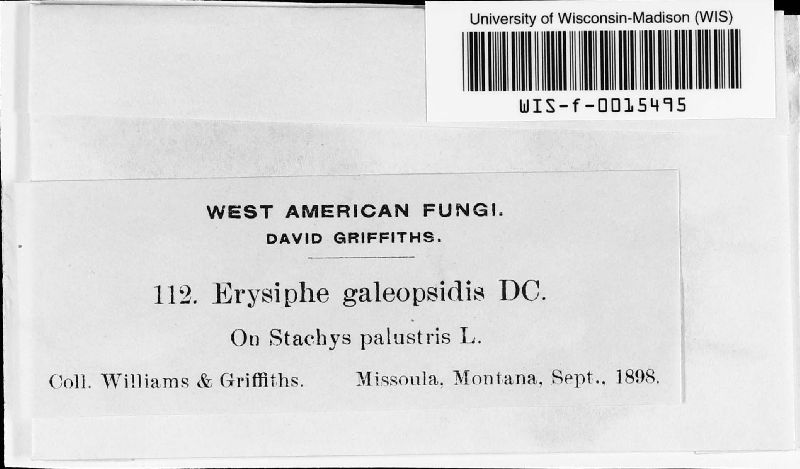 University of Wisconsin-Madison (WIS)
WIS-f-0015495
WEST AMERICAN FUNGI.
DAVID GRIFFITHS.
112. Erysiphe galeopsidis DC.
On Stachys palustris L.
Coll. Williams & Griffiths. Missoula, Montana, Sept., 1898.